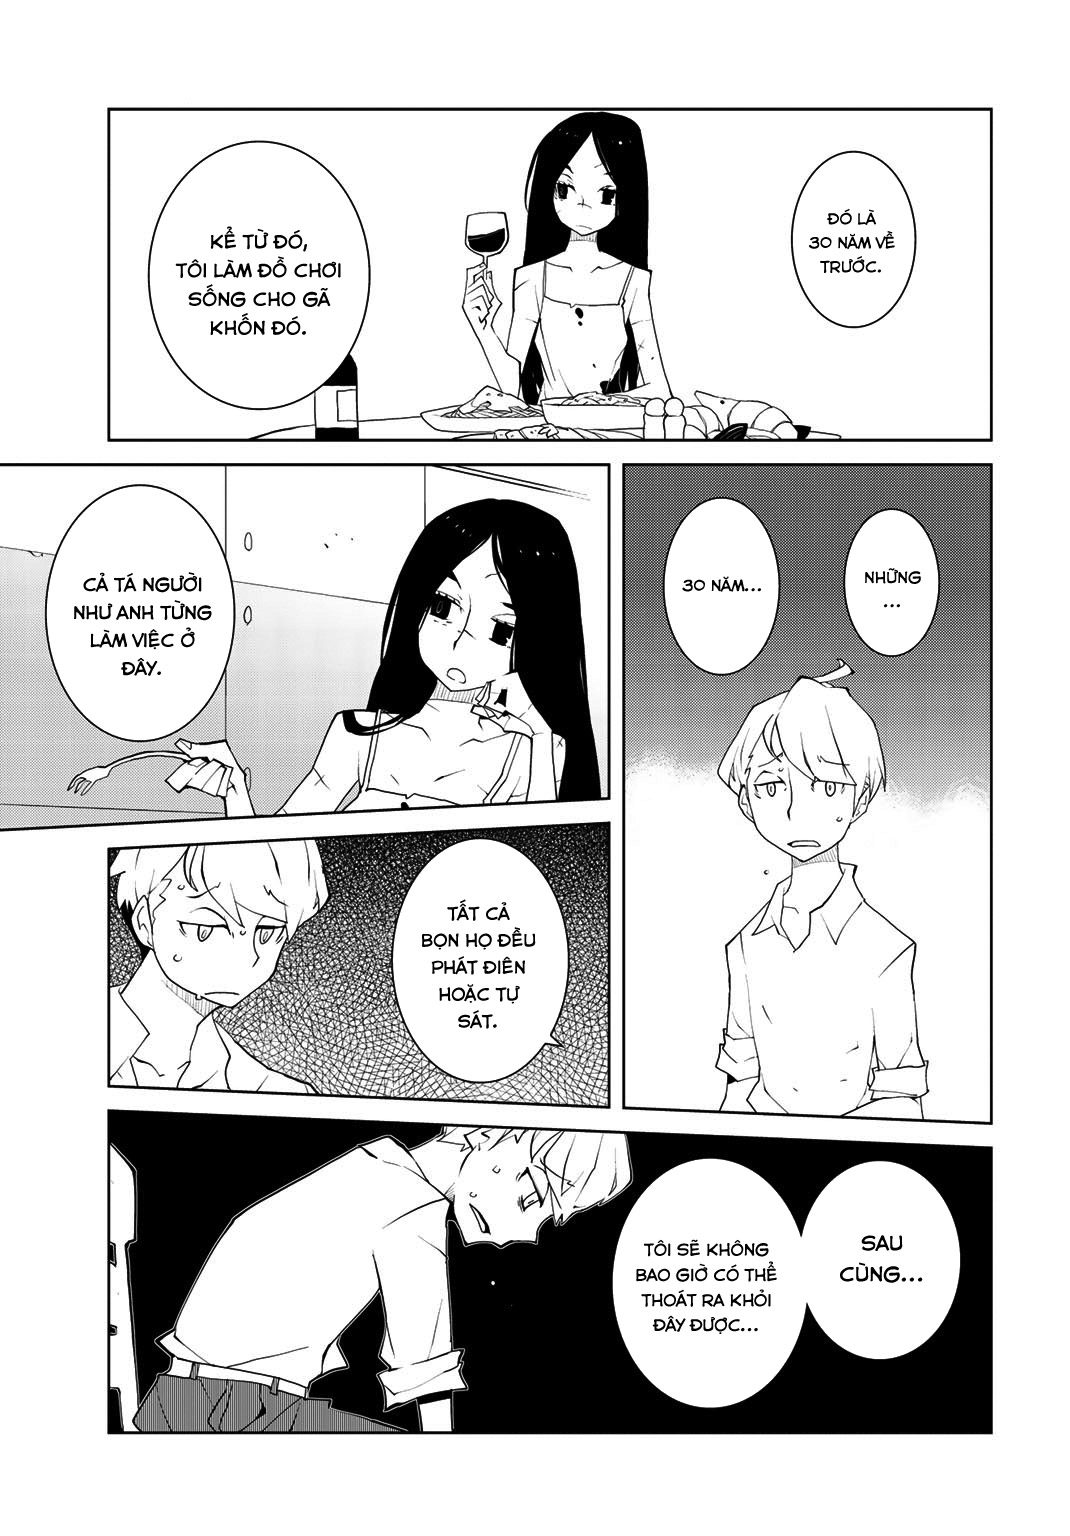 ĐÓ LÀ
30 NĂM VỀ
TRƯỚC.
KỂ TỪ ĐÓ,
TÔI LÀM ĐỒ CHƠI
SỐNG CHO GÃ
KHỐN ĐÓ.
NHỮNG
...
30 NĂM...
CẢ TÁ NGƯỜI
NHƯ ANH TỪNG
LÀM VIỆC Ở
ĐÂY.
TẤT CẢ
BỌN HỌ ĐỀU
PHÁT ĐIÊN
HOẶC TỰ
SÁT.
SAU
CÙNG...
TÔI SẼ KHÔNG
BAO GIỜ CÓ THỂ
THOÁT RA KHỎI
ĐÂY ĐƯỢC...